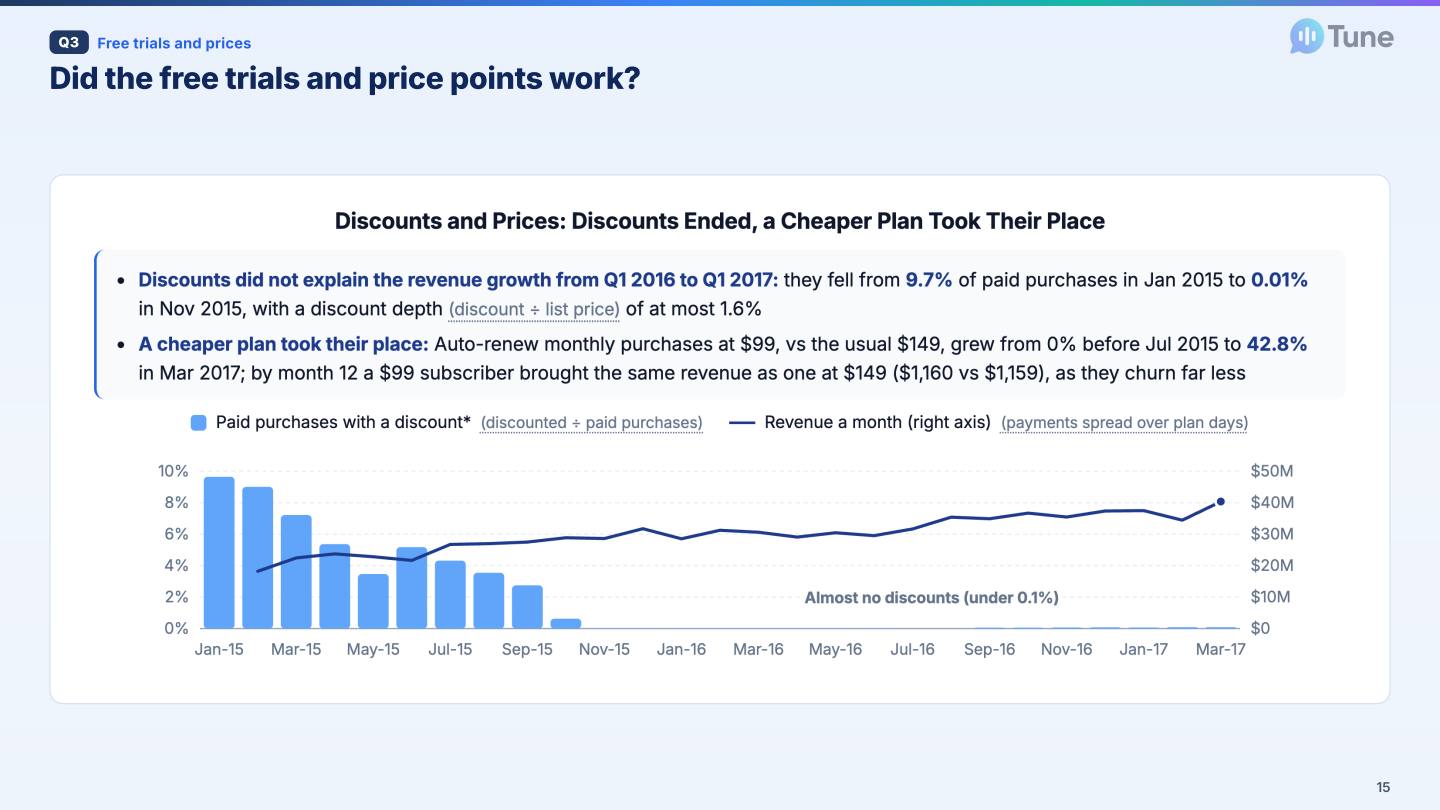 Q3 Free trials and prices
Tune
Did the free trials and price points work?
Discounts and Prices: Discounts Ended, a Cheaper Plan Took Their Place
• Discounts did not explain the revenue growth from Q1 2016 to Q1 2017: they fell from 9.7% of paid purchases in Jan 2015 to 0.01%
in Nov 2015, with a discount depth (discount ÷ list price) of at most 1.6%
• A cheaper plan took their place: Auto-renew monthly purchases at $99, vs the usual $149, grew from 0% before Jul 2015 to 42.8%
in Mar 2017; by month 12 a $99 subscriber brought the same revenue as one at $149 ($1,160 vs $1,159), as they churn far less
Paid purchases with a discount* (discounted ÷ paid purchases) Revenue a month (right axis) (payments spread over plan days)
10% $50M
8% $40M
6% $30M
4% $20M
2% Almost no discounts (under 0.1%) $10M
0% $0
Jan-15 Mar-15 May-15 Jul-15 Sep-15 Nov-15 Jan-16 Mar-16 May-16 Jul-16 Sep-16 Nov-16 Jan-17 Mar-17
15